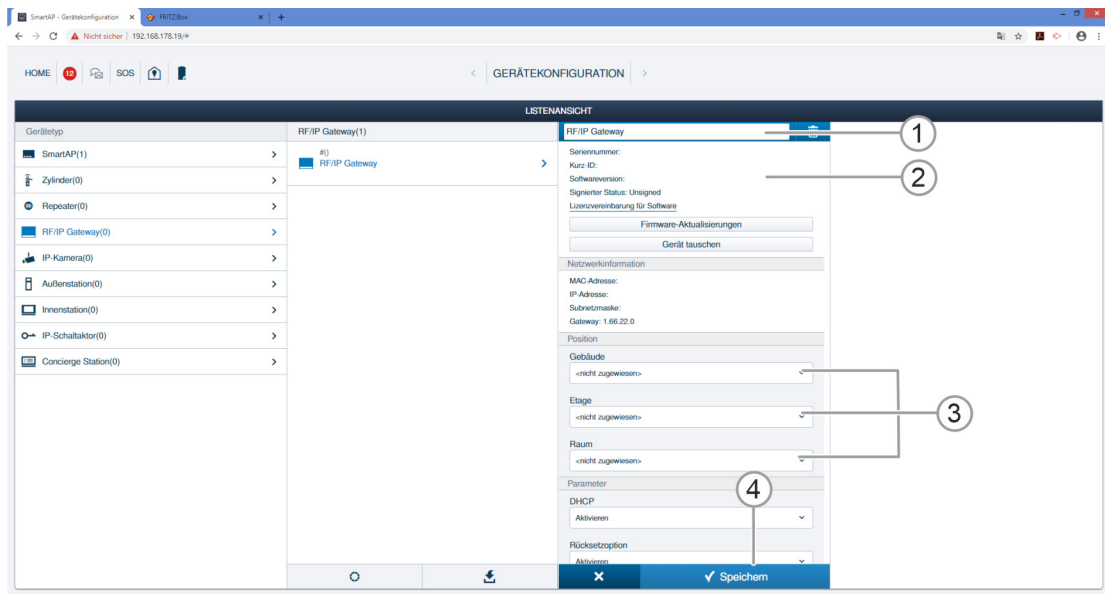 SmartAP - Gerätekonfiguration
FRITZ!Box
Nicht sicher | 192.168.178.19/#
HOME 12 SOS
GERÄTEKONFIGURATION
LISTENANSICHT
Gerätetyp
SmartAP(1)
Zylinder(0)
Repeater(0)
RF/IP Gateway(0)
IP-Kamera(0)
Außenstation(0)
Innenstation(0)
IP-Schaltaktor(0)
Concierge Station(0)
RF/IP Gateway(1)
#()
RF/IP Gateway
RF/IP Gateway
1
Seriennummer:
Kurz-ID:
2
Softwareversion:
Signierter Status: Unsigned
Lizenzvereinbarung für Software
Firmware-Aktualisierungen
Gerät tauschen
Netzwerkinformation
MAC-Adresse:
IP-Adresse:
Subnetzmaske:
Gateway: 1.66.22.0
Position
Gebäude
<nicht zugewiesen>
Etage
<nicht zugewiesen>
3
Raum
<nicht zugewiesen>
Parameter
4
DHCP
Aktivieren
Rücksetzoption
Aktivieren
Speichern